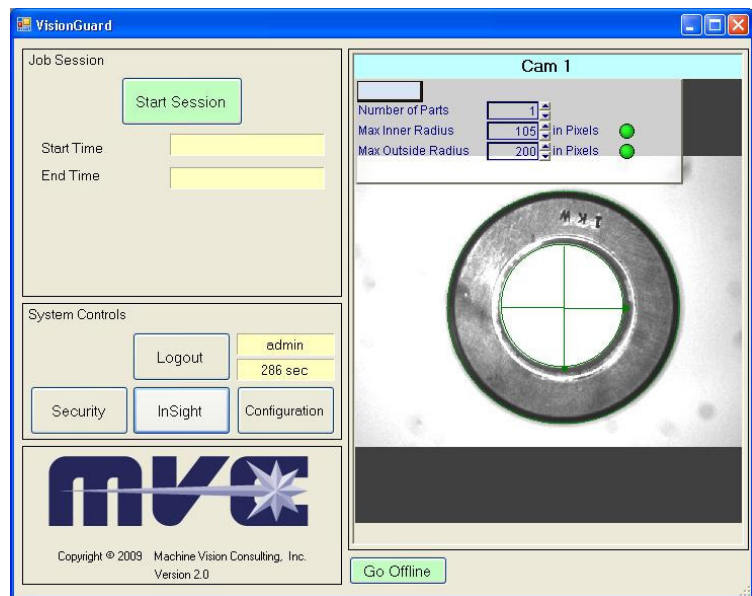 VisionGuard
Job Session
Start Session
Start Time
End Time
System Controls
Logout
admin
286 sec
Security
InSight
Configuration
MVC
Copyright © 2009 Machine Vision Consulting, Inc.
Version 2.0
Cam 1
Number of Parts 1
Max Inner Radius 105 in Pixels
Max Outside Radius 200 in Pixels
1 K W
Go Offline